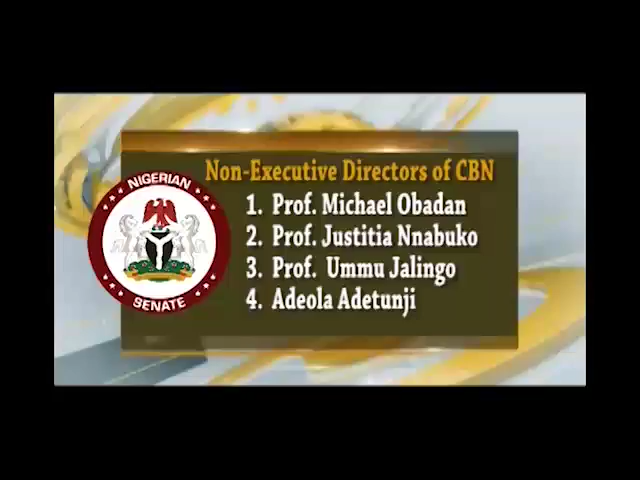 Non-Executive Directors of CBN
NIGERIAN
SENATE
1. Prof. Michael Obadan
2. Prof. Justitia Nnabuko
3. Prof. Ummu Jalingo
4. Adeola Adetunji